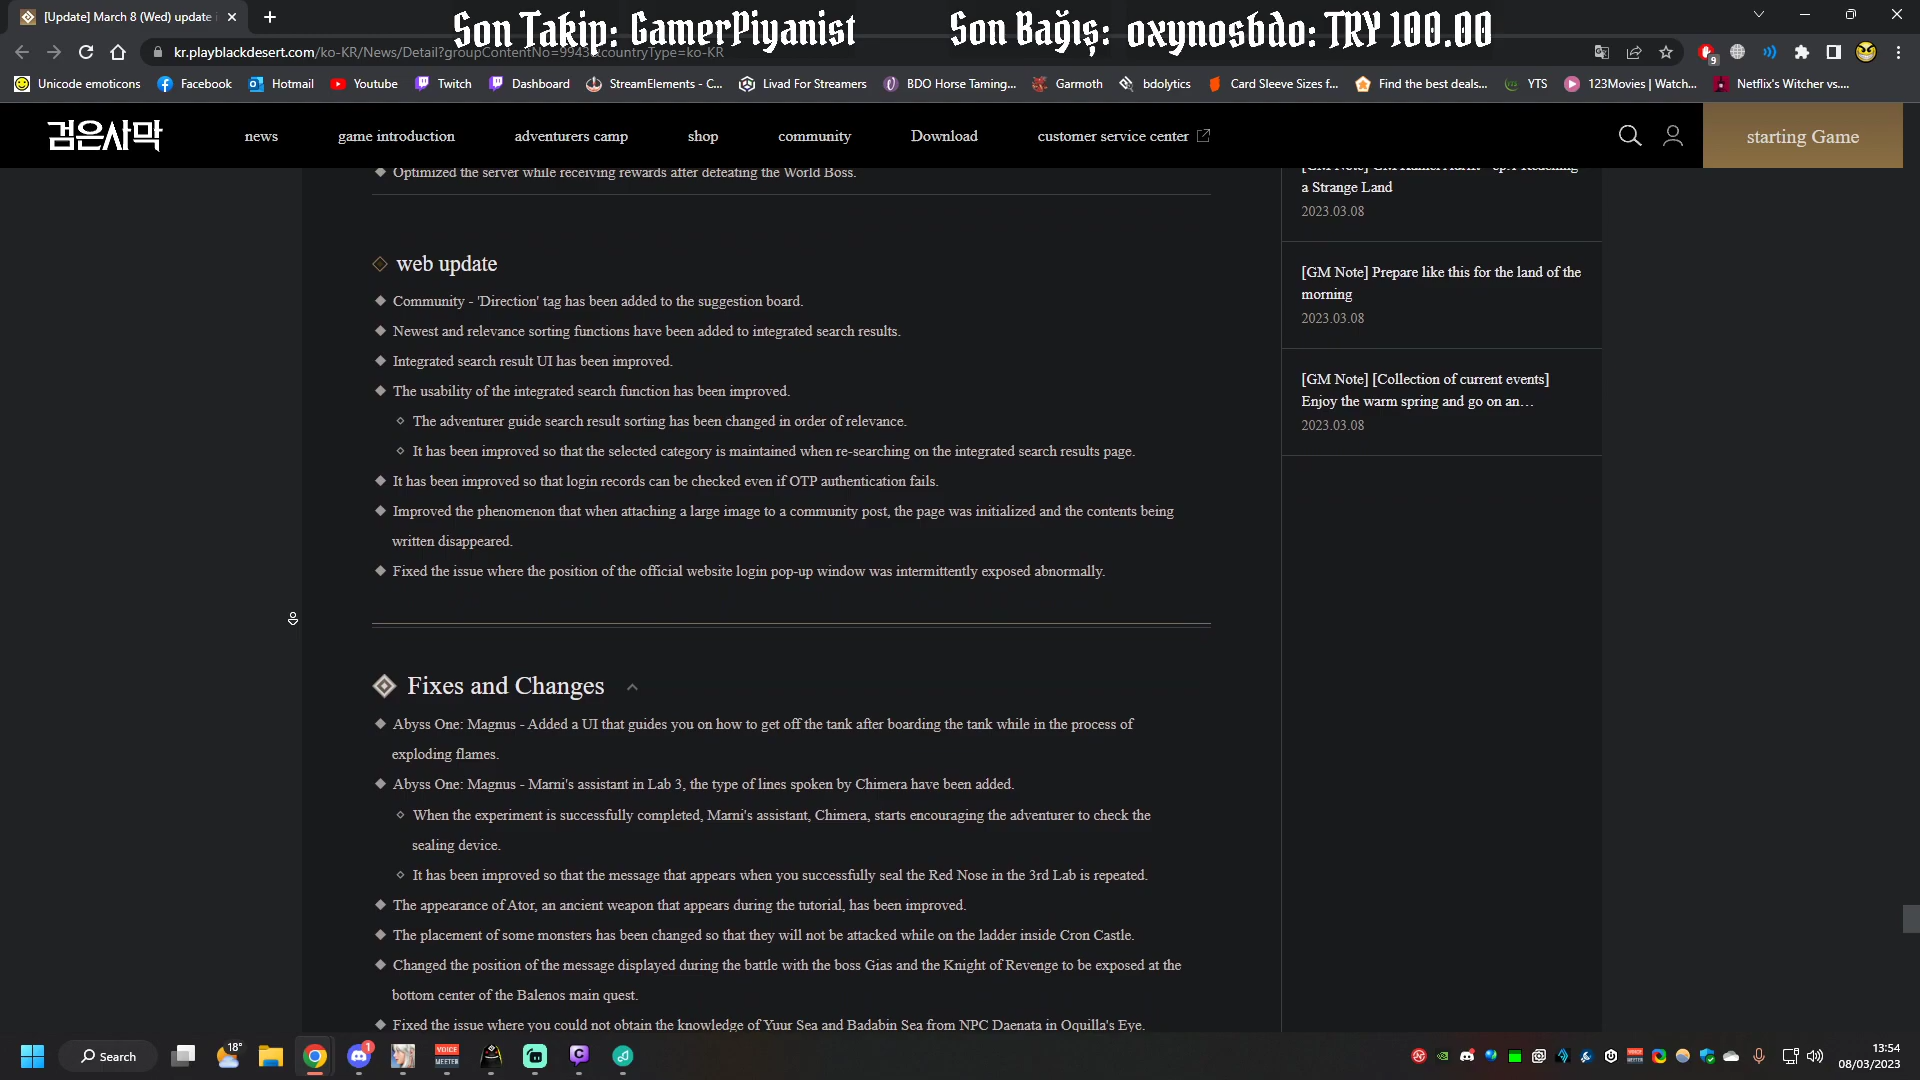 [Update] March 8 (Wed) update i
Son Takip: GamerPiyanist
Son Bağış: oxynosbdo: TRY 100.00
kr.playblackdesert.com/ko-KR/News/Detail?groupContentNo=9943&countryType=ko-KR
Unicode emoticons
Facebook
Hotmail
Youtube
Twitch
Dashboard
StreamElements - C...
Livad For Streamers
BDO Horse Taming...
Garmoth
bdolytics
Card Sleeve Sizes f...
Find the best deals...
YTS
123Movies | Watch...
Netflix's Witcher vs....
검은사막
news
game introduction
adventurers camp
shop
community
Download
customer service center
starting Game
Optimized the server while receiving rewards after defeating the World Boss.
web update
Community - 'Direction' tag has been added to the suggestion board.
Newest and relevance sorting functions have been added to integrated search results.
Integrated search result UI has been improved.
The usability of the integrated search function has been improved.
The adventurer guide search result sorting has been changed in order of relevance.
It has been improved so that the selected category is maintained when re-searching on the integrated search results page.
It has been improved so that login records can be checked even if OTP authentication fails.
Improved the phenomenon that when attaching a large image to a community post, the page was initialized and the contents being
written disappeared.
Fixed the issue where the position of the official website login pop-up window was intermittently exposed abnormally.
Fixes and Changes
Abyss One: Magnus - Added a UI that guides you on how to get off the tank after boarding the tank while in the process of
exploding flames.
Abyss One: Magnus - Marni's assistant in Lab 3, the type of lines spoken by Chimera have been added.
When the experiment is successfully completed, Marni's assistant, Chimera, starts encouraging the adventurer to check the
sealing device.
It has been improved so that the message that appears when you successfully seal the Red Nose in the 3rd Lab is repeated.
The appearance of Ator, an ancient weapon that appears during the tutorial, has been improved.
The placement of some monsters has been changed so that they will not be attacked while on the ladder inside Cron Castle.
Changed the position of the message displayed during the battle with the boss Gias and the Knight of Revenge to be exposed at the
bottom center of the Balenos main quest.
Fixed the issue where you could not obtain the knowledge of Yuur Sea and Badabin Sea from NPC Daenata in Oquilla's Eye.
a Strange Land
2023.03.08
[GM Note] Prepare like this for the land of the
morning
2023.03.08
[GM Note] [Collection of current events]
Enjoy the warm spring and go on an…
2023.03.08
Search
18°
VOICE
MEETER
13:54
08/03/2023